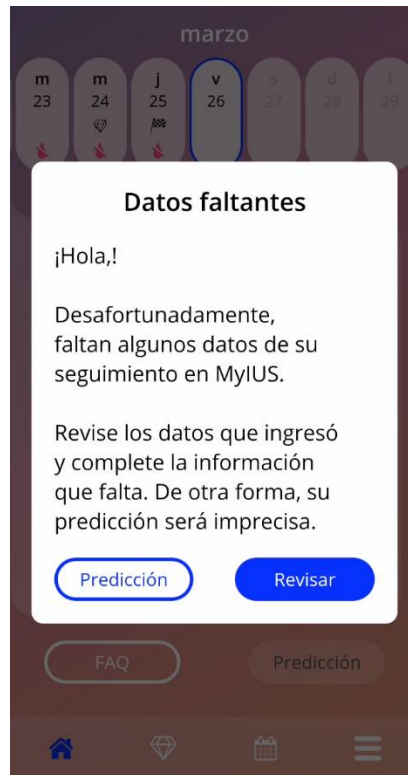 marzo
m m j v s d l
23 24 25 26 27 28 29
Datos faltantes
¡Hola,!
Desafortunadamente,
faltan algunos datos de su
seguimiento en MyIUS.
Revise los datos que ingresó
y complete la información
que falta. De otra forma, su
predicción será imprecisa.
Predicción Revisar
FAQ Predicción